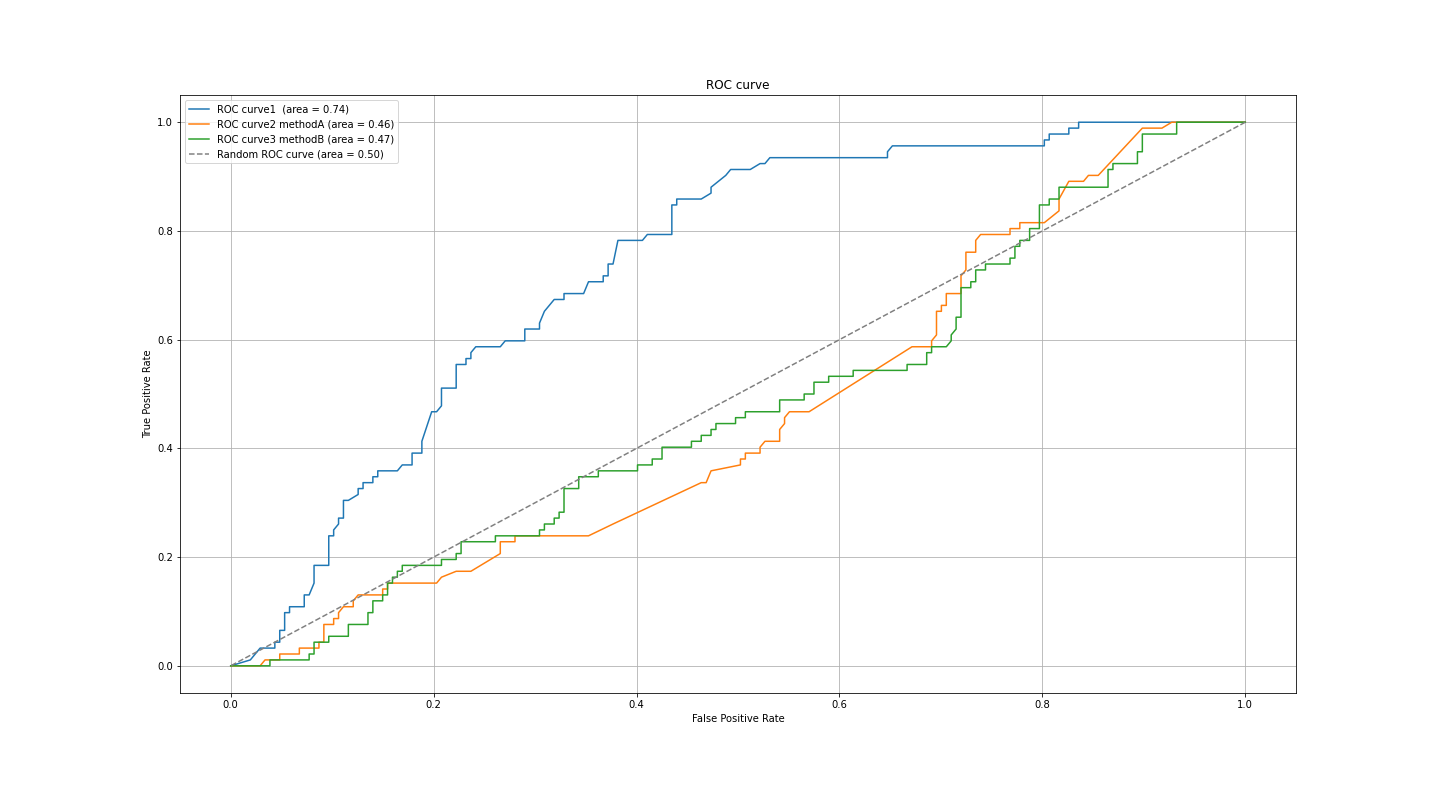 ROC curve
ROC curve1  (area = 0.74)
ROC curve2 methodA (area = 0.46)
ROC curve3 methodB (area = 0.47)
Random ROC curve (area = 0.50)
True Positive Rate
1.0
0.8
0.6
0.4
0.2
0.0
0.0 0.2 0.4 0.6 0.8 1.0
False Positive Rate